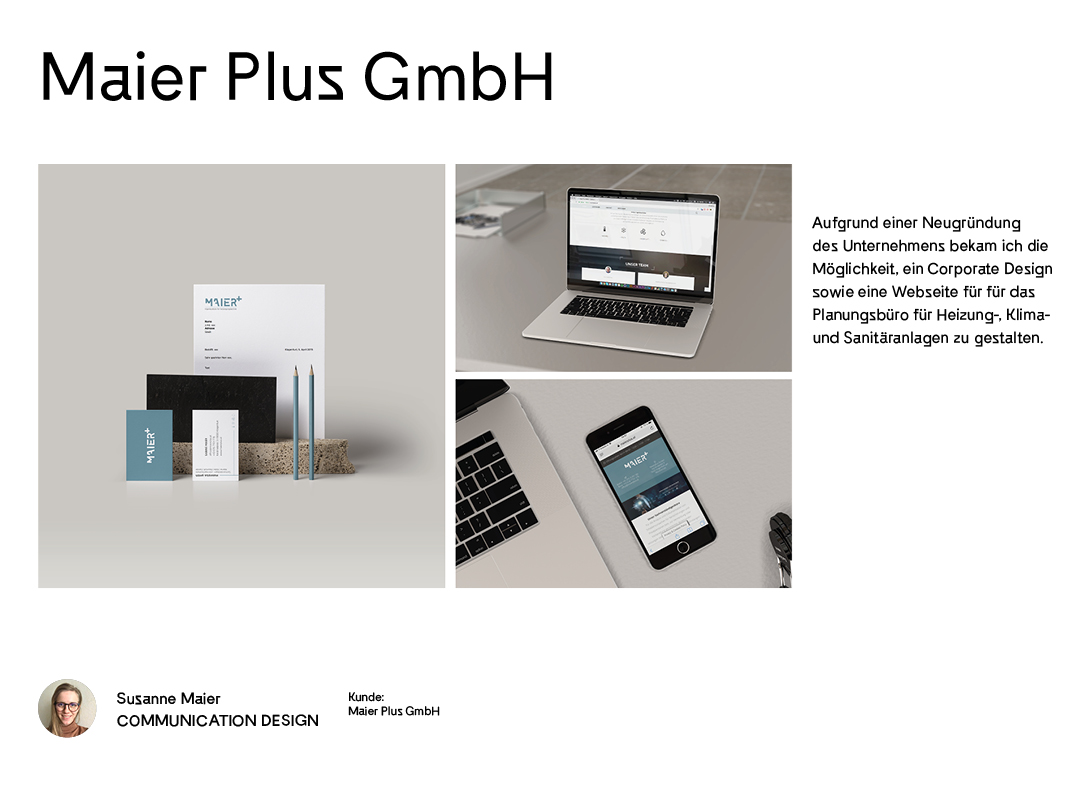 Maier Plus GmbH
MAIER+
MAIER+
UNSER TEAM
MAIER+
Aufgrund einer Neugründung
des Unternehmens bekam ich die
Möglichkeit, ein Corporate Design
sowie eine Webseite für für das
Planungsbüro für Heizung-, Klima-
und Sanitäranlagen zu gestalten.
Susanne Maier
COMMUNICATION DESIGN
Kunde:
Maier Plus GmbH